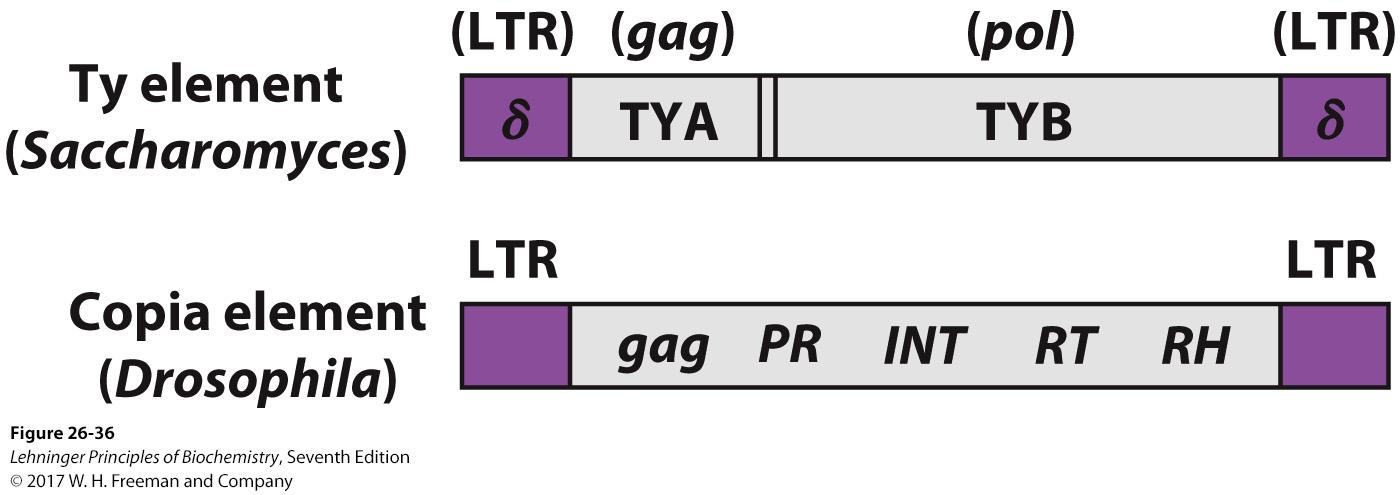 (LTR) (gag) (pol) (LTR)
Ty element
(Saccharomyces)
δ TYA TYB δ
LTR LTR
Copia element
(Drosophila)
gag PR INT RT RH
Figure 26-36
Lehninger Principles of Biochemistry, Seventh Edition
© 2017 W. H. Freeman and Company